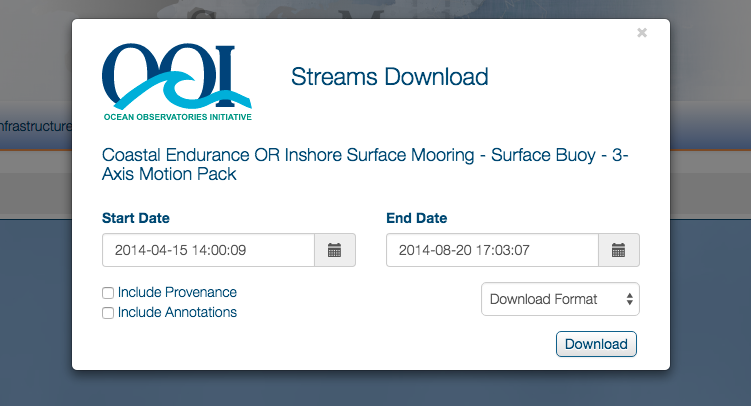 OOI
OCEAN OBSERVATORIES INITIATIVE
Streams Download
×
nfrastructure
Coastal Endurance OR Inshore Surface Mooring - Surface Buoy - 3-
Axis Motion Pack
Start Date
End Date
2014-04-15 14:00:09
2014-08-20 17:03:07
Include Provenance
Include Annotations
Download Format
Download